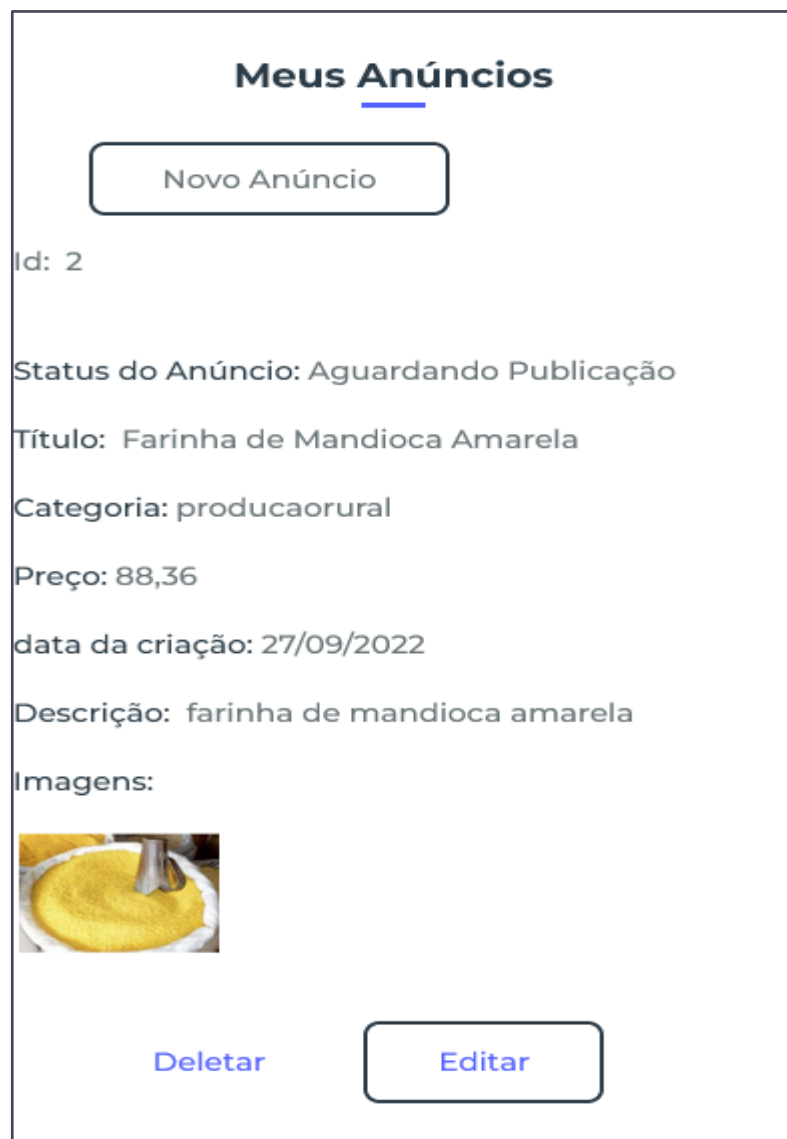 Meus Anúncios
Novo Anúncio
Id: 2
Status do Anúncio: Aguardando Publicação
Título: Farinha de Mandioca Amarela
Categoria: producaorural
Preço: 88,36
data da criação: 27/09/2022
Descrição: farinha de mandioca amarela
Imagens:
Deletar
Editar